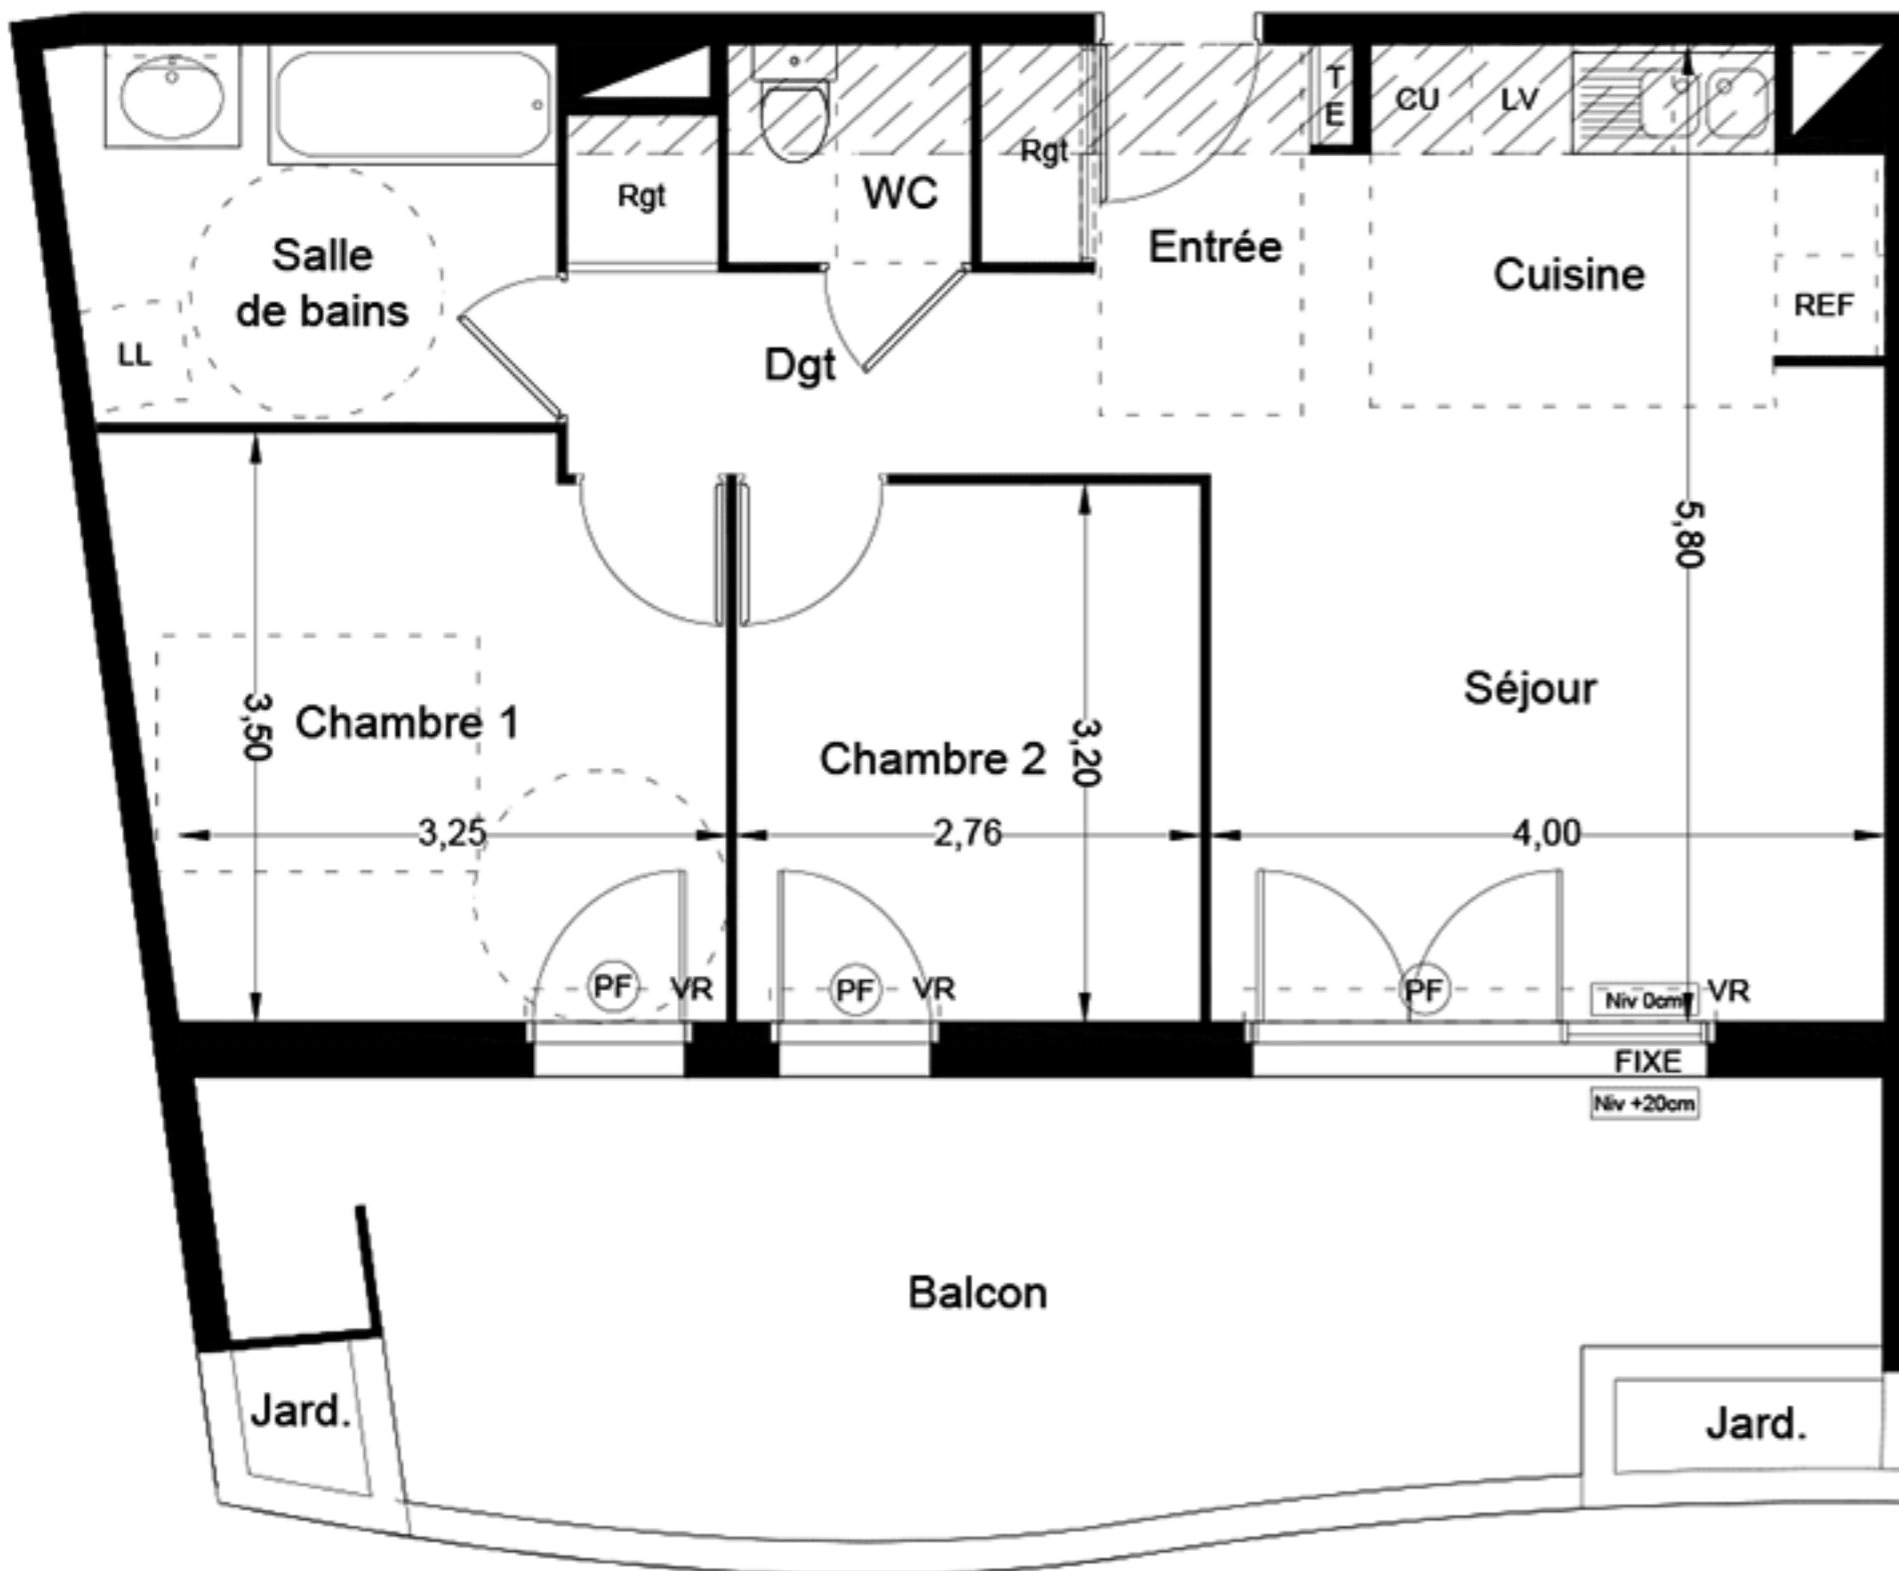 T
E
CU
LV
Rgt
Rgt
WC
Entrée
Cuisine
REF
Salle
de bains
LL
Dgt
5,80
Séjour
3,50
Chambre 1
3,20
Chambre 2
3,25
2,76
4,00
PF
VR
PF
VR
PF
Niv 0cm
VR
FIXE
Niv +20cm
Balcon
Jard.
Jard.